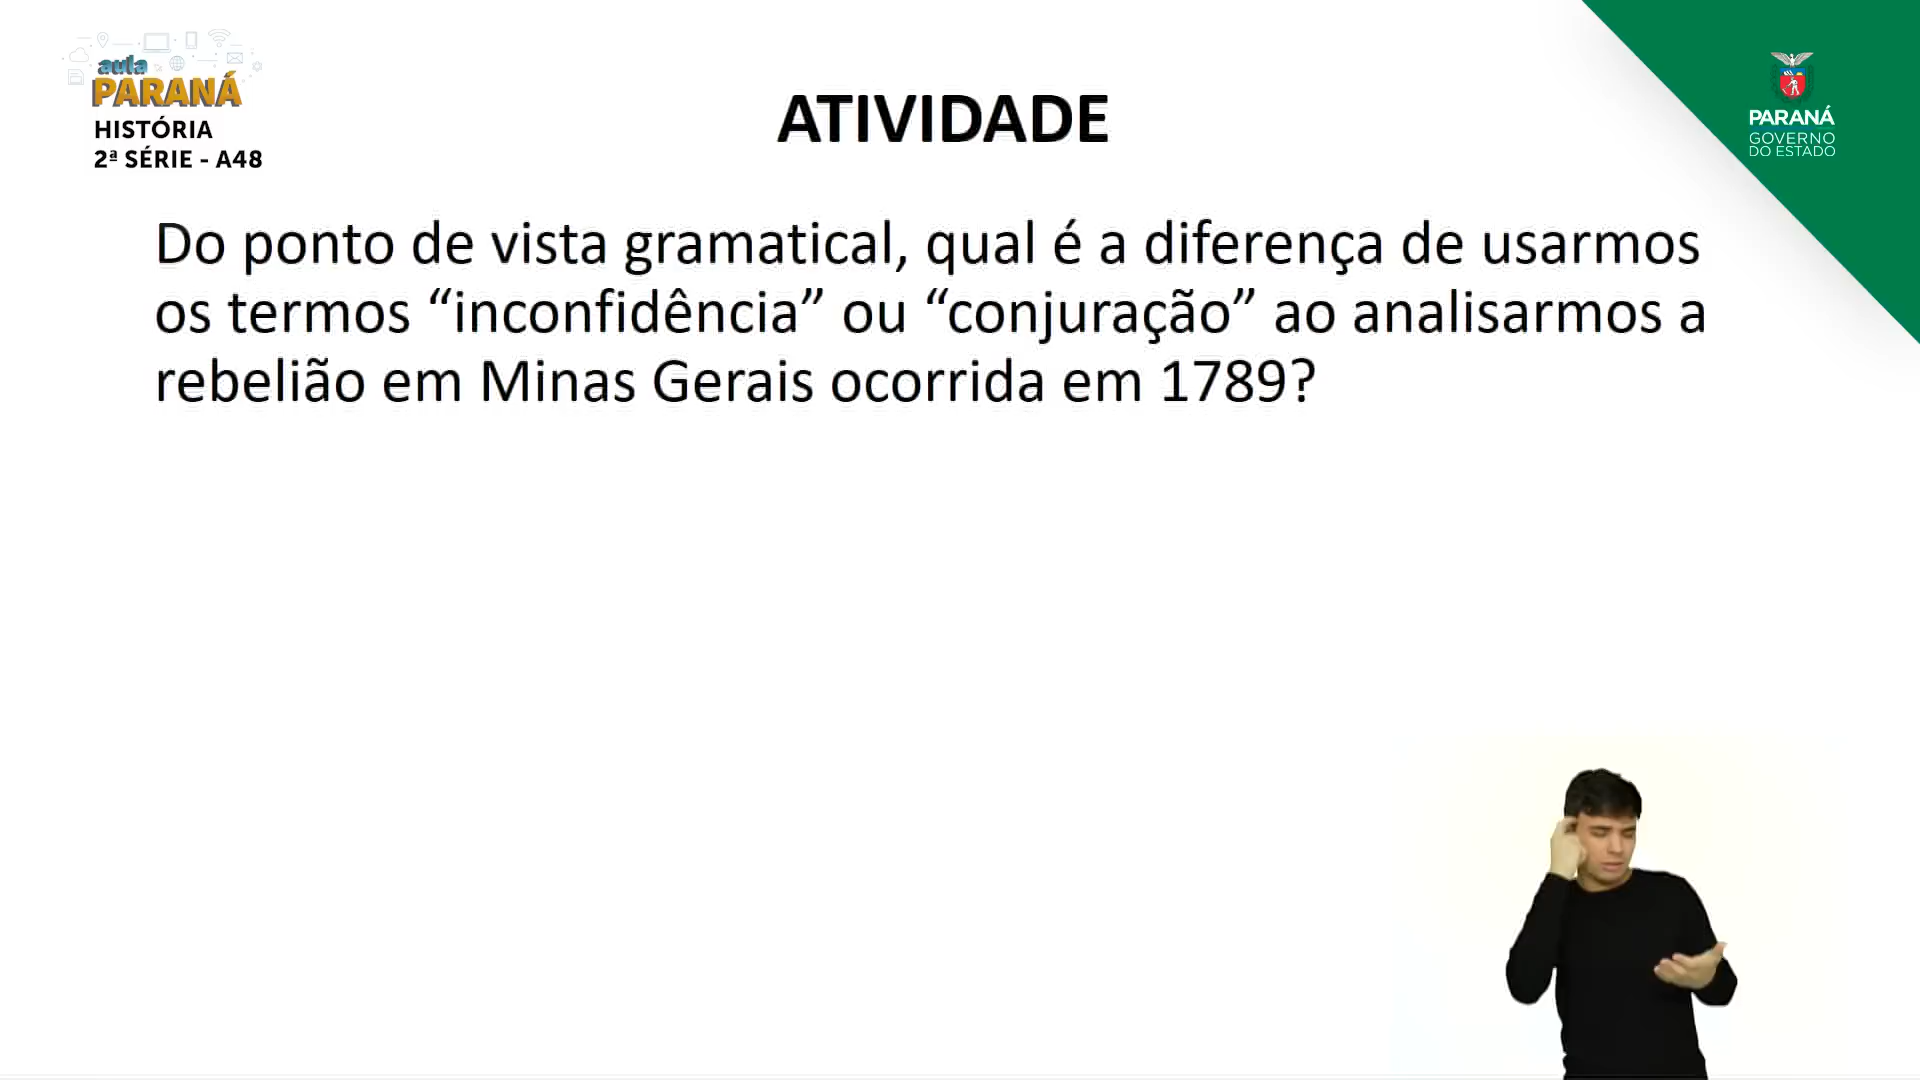 aula
PARANÁ
HISTÓRIA
2ª SÉRIE - A48
ATIVIDADE
PARANÁ
GOVERNO
DO ESTADO
Do ponto de vista gramatical, qual é a diferença de usarmos
os termos “inconfidência” ou “conjuração” ao analisarmos a
rebelião em Minas Gerais ocorrida em 1789?